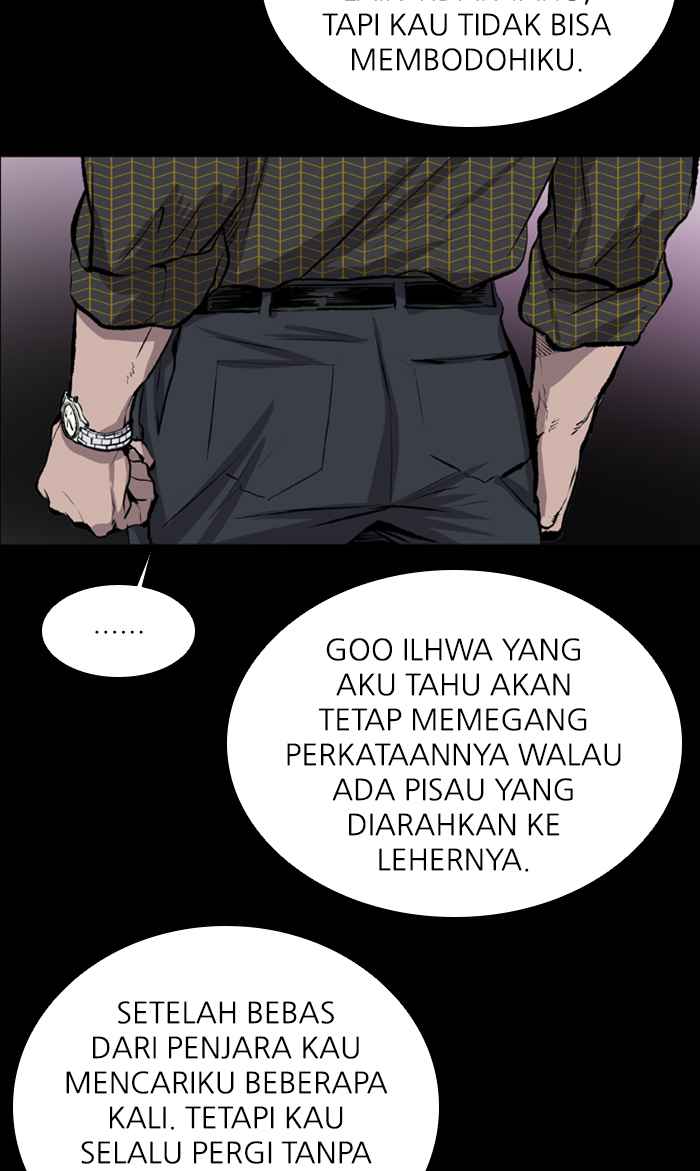 TAPI KAU TIDAK BISA
MEMBODOHIKU.
......
GOO ILHWA YANG
AKU TAHU AKAN
TETAP MEMEGANG
PERKATAANNYA WALAU
ADA PISAU YANG
DIARAHKAN KE
LEHERNYA.
SETELAH BEBAS
DARI PENJARA KAU
MENCARIKU BEBERAPA
KALI. TETAPI KAU
SELALU PERGI TANPA